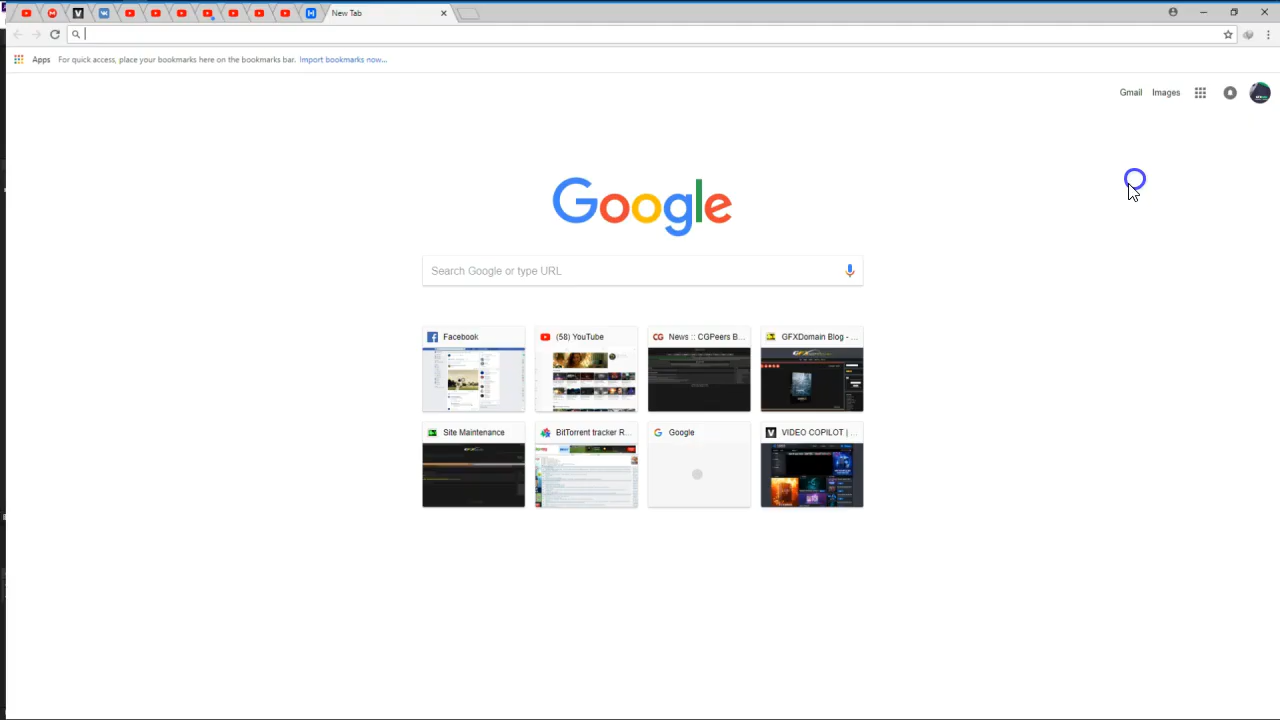 New Tab
Apps For quick access, place your bookmarks here on the bookmarks bar. Import bookmarks now...
Gmail Images
Google
Search Google or type URL
Facebook
(58) YouTube
News :: CGPeers B...
GFXDomain Blog - ...
Site Maintenance
BitTorrent tracker R...
Google
VIDEO COPILOT | ...